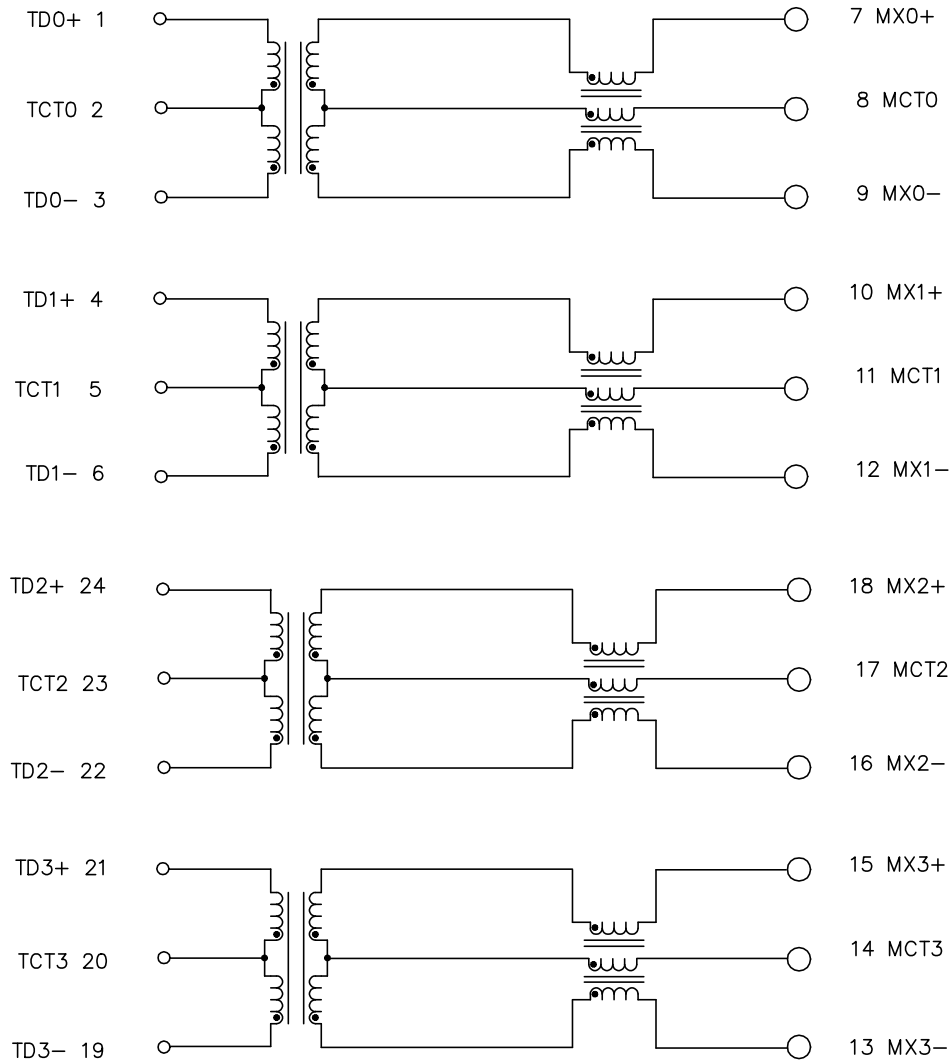 TD0+ 1 7 MX0+
TCT0 2 8 MCT0
TD0− 3 9 MX0−
TD1+ 4 10 MX1+
TCT1 5 11 MCT1
TD1− 6 12 MX1−
TD2+ 24 18 MX2+
TCT2 23 17 MCT2
TD2− 22 16 MX2−
TD3+ 21 15 MX3+
TCT3 20 14 MCT3
TD3− 19 13 MX3−